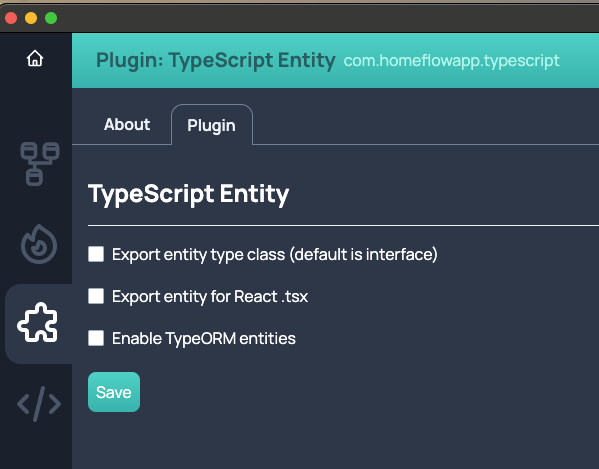 Plugin: TypeScript Entity com.homeflowapp.typescript
About Plugin
TypeScript Entity
Export entity type class (default is interface)
Export entity for React .tsx
Enable TypeORM entities
Save